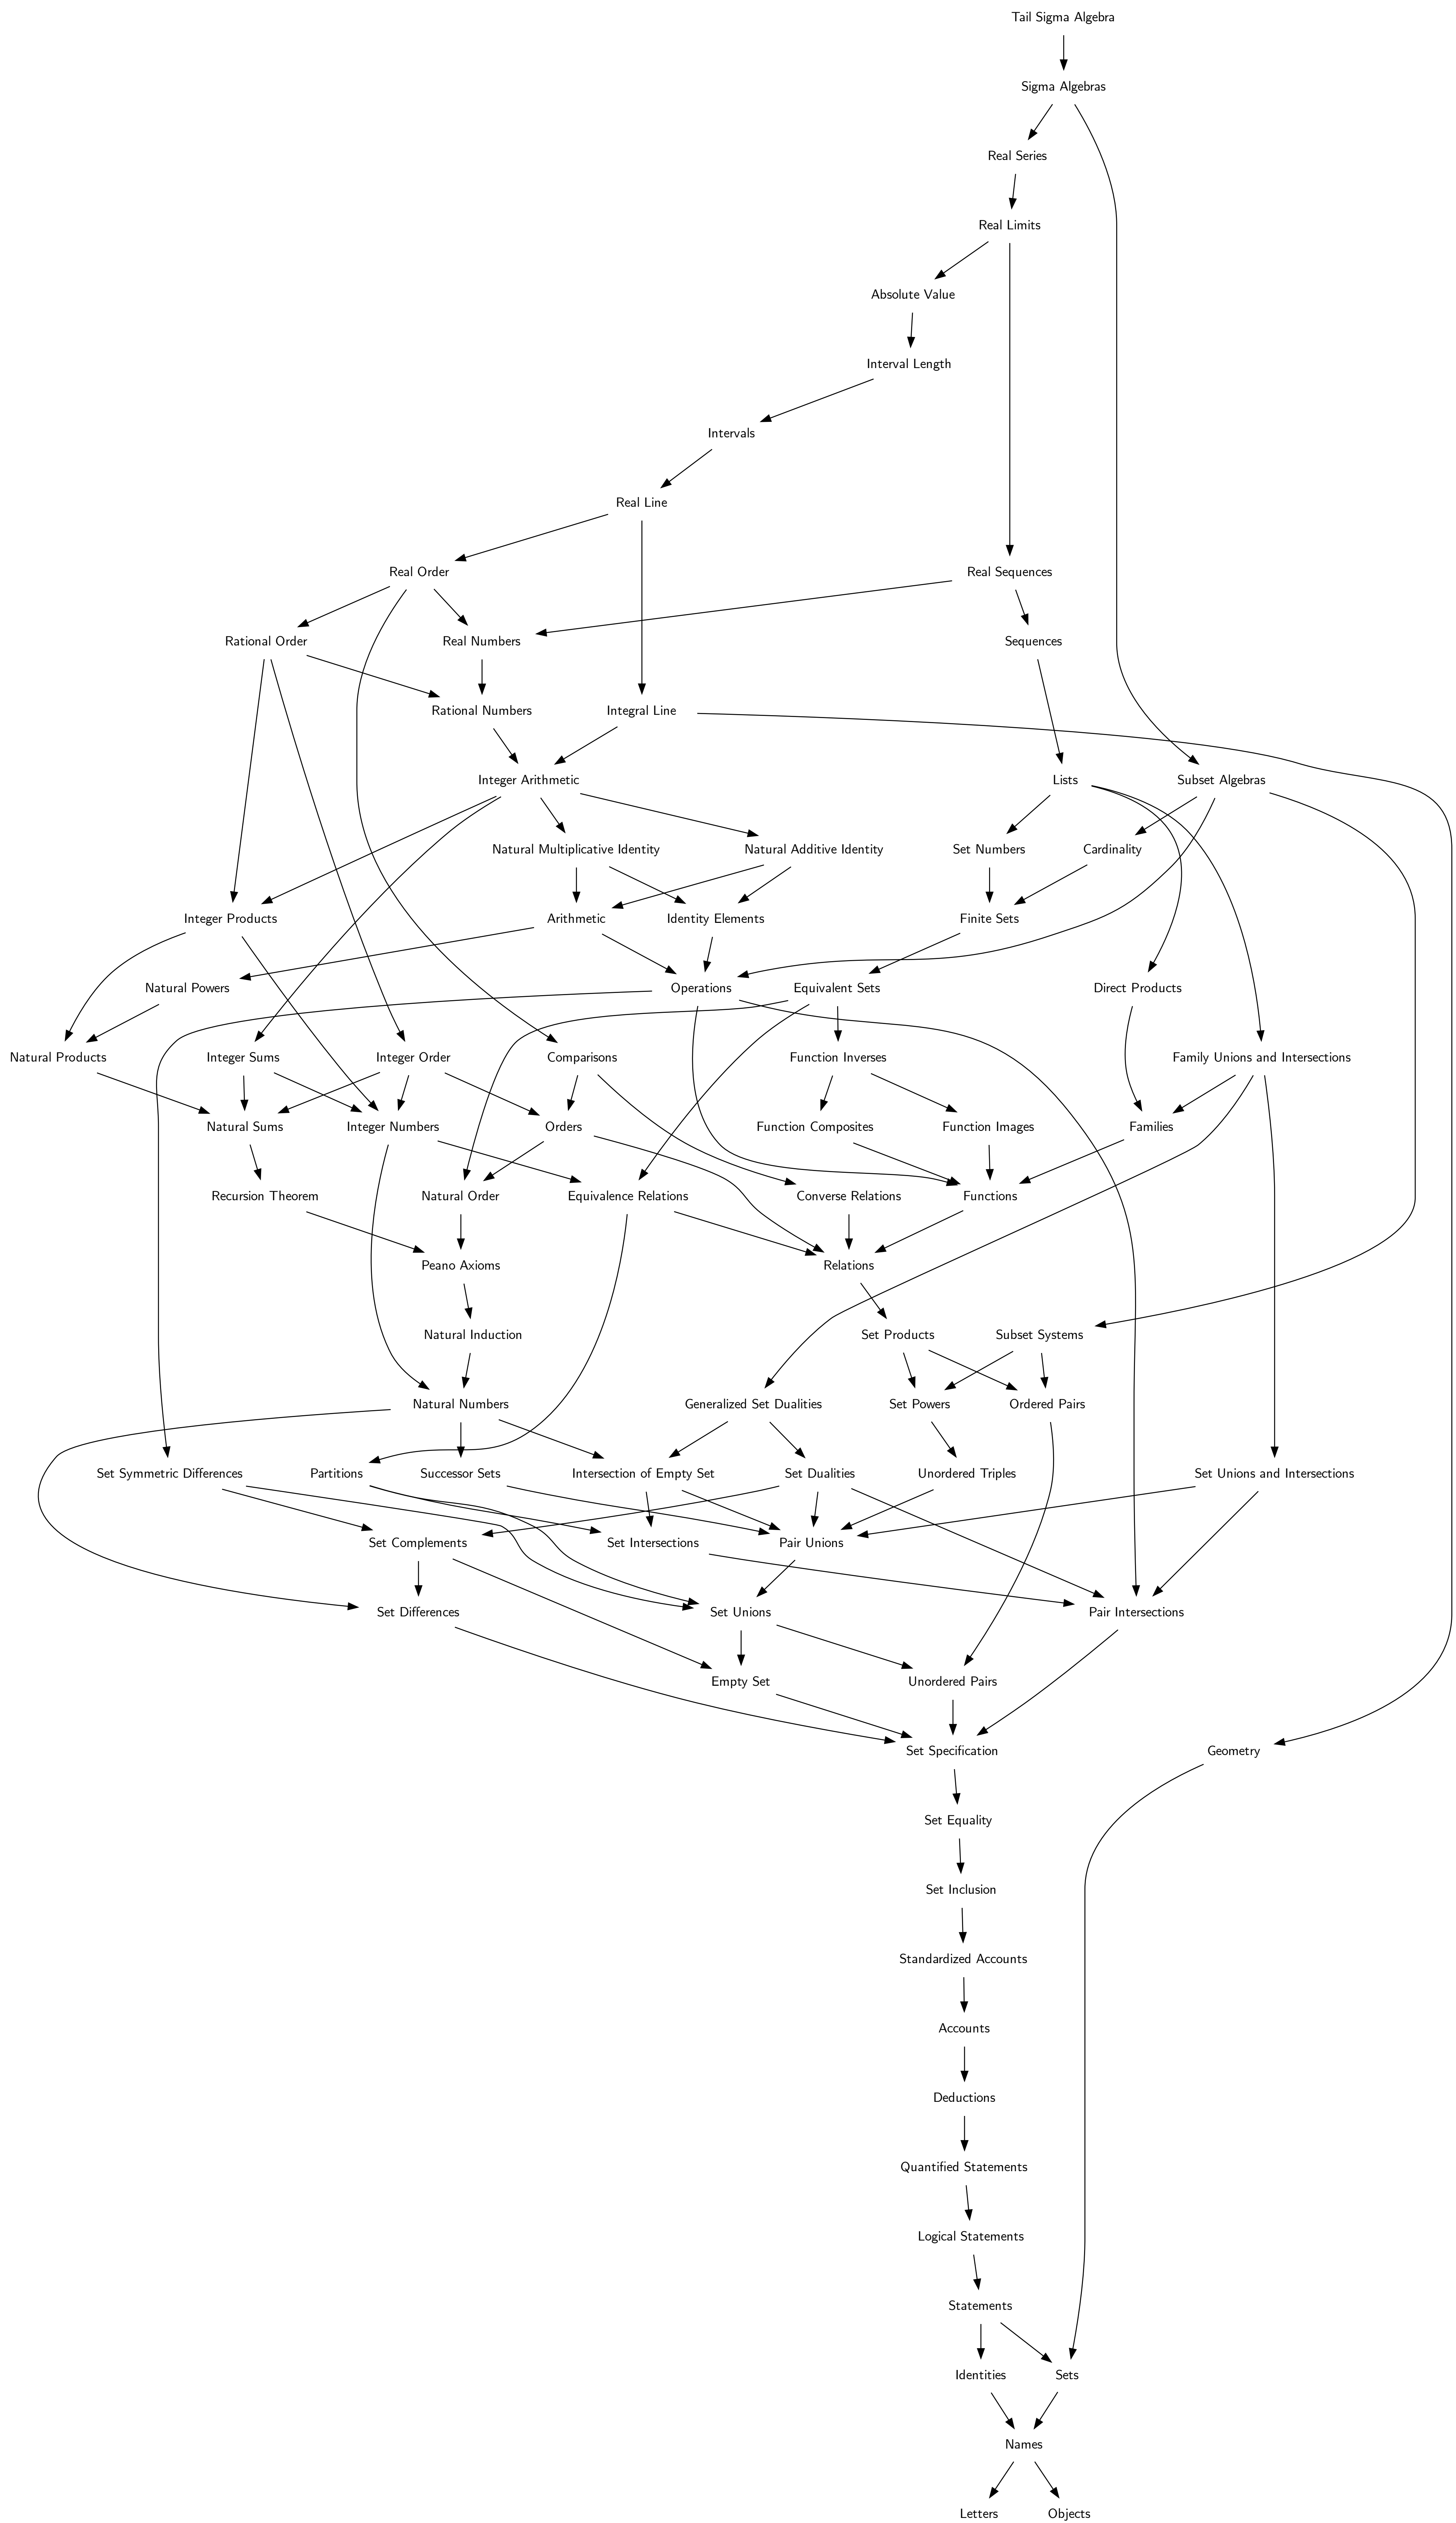 Tail Sigma Algebra
Sigma Algebras
Real Series
Real Limits
Absolute Value
Interval Length
Intervals
Real Line
Real Order
Real Sequences
Rational Order
Real Numbers
Sequences
Rational Numbers
Integral Line
Integer Arithmetic
Lists
Subset Algebras
Natural Multiplicative Identity
Natural Additive Identity
Set Numbers
Cardinality
Integer Products
Arithmetic
Identity Elements
Finite Sets
Natural Powers
Operations
Equivalent Sets
Direct Products
Natural Products
Integer Sums
Integer Order
Comparisons
Function Inverses
Family Unions and Intersections
Natural Sums
Integer Numbers
Orders
Function Composites
Function Images
Families
Recursion Theorem
Natural Order
Equivalence Relations
Converse Relations
Functions
Peano Axioms
Relations
Natural Induction
Set Products
Subset Systems
Natural Numbers
Generalized Set Dualities
Set Powers
Ordered Pairs
Set Symmetric Differences
Partitions
Successor Sets
Intersection of Empty Set
Set Dualities
Unordered Triples
Set Unions and Intersections
Set Complements
Set Intersections
Pair Unions
Set Differences
Set Unions
Pair Intersections
Empty Set
Unordered Pairs
Set Specification
Geometry
Set Equality
Set Inclusion
Standardized Accounts
Accounts
Deductions
Quantified Statements
Logical Statements
Statements
Identities
Sets
Names
Letters
Objects